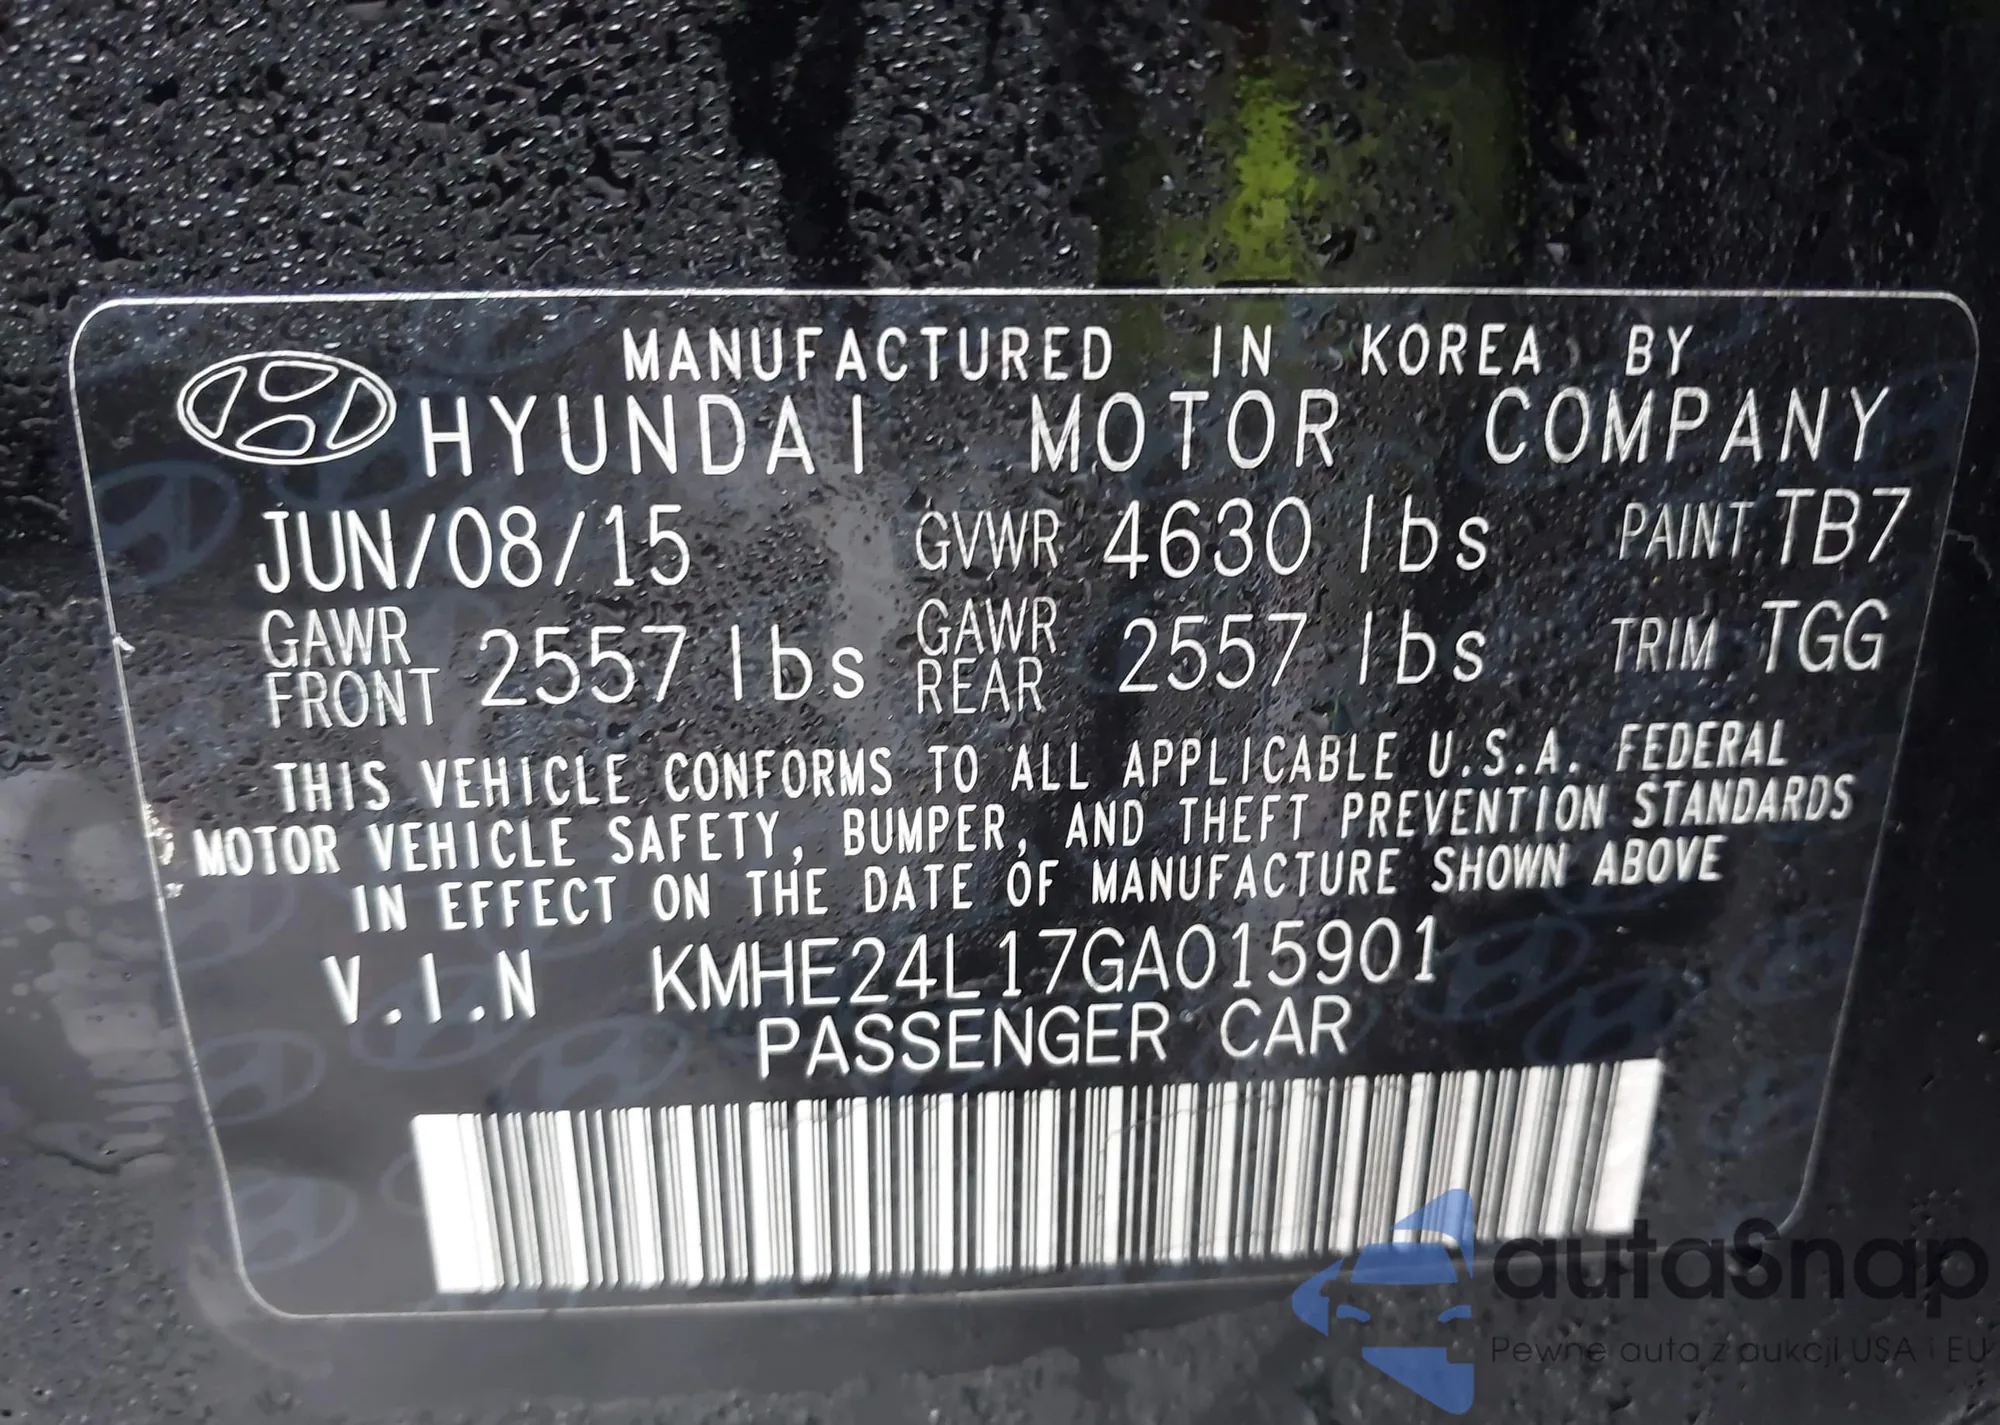 MANUFACTURED IN KOREA BY
HYUNDAI MOTOR COMPANY
JUN/08/15 GVWR 4630 lbs PAINT TB7
GAWR FRONT 2557 lbs GAWR REAR 2557 lbs TRIM TGG
THIS VEHICLE CONFORMS TO ALL APPLICABLE U.S.A. FEDERAL
MOTOR VEHICLE SAFETY, BUMPER, AND THEFT PREVENTION STANDARDS
IN EFFECT ON THE DATE OF MANUFACTURE SHOWN ABOVE
V.I.N KMHE24L17GA015901
PASSENGER CAR
autaSnap
Pewne auta z aukcji USA i EU